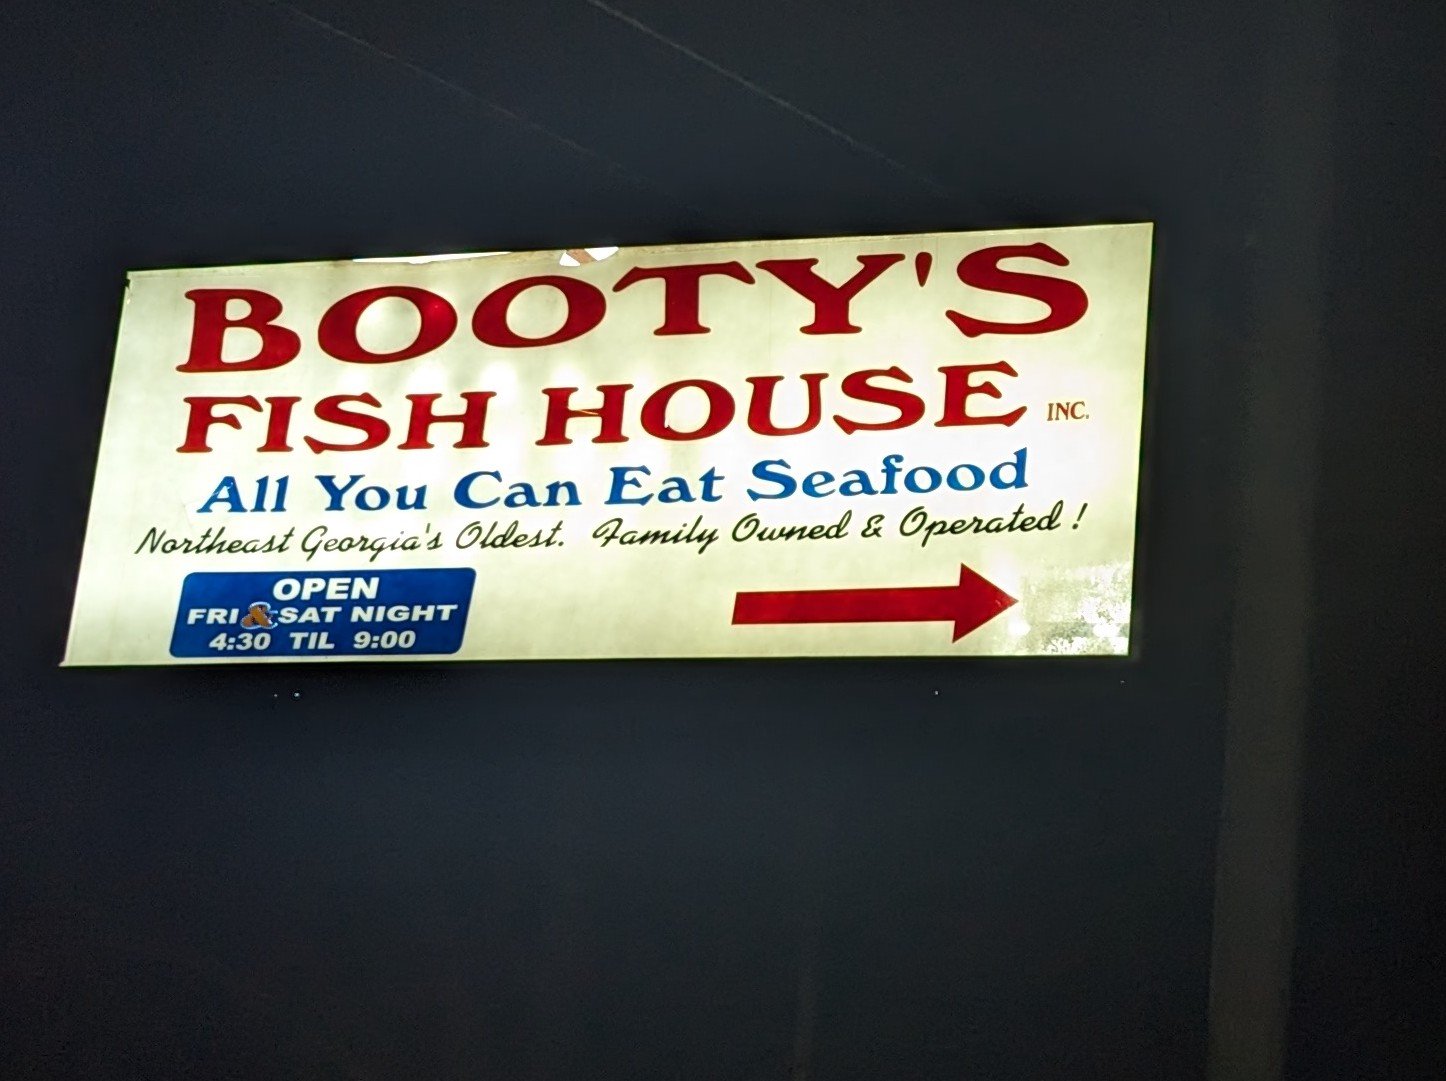 BOOTY'S
FISH HOUSE INC.
All You Can Eat Seafood
Northeast Georgia's Oldest. Family Owned & Operated!
OPEN
FRI & SAT NIGHT
4:30 TIL 9:00